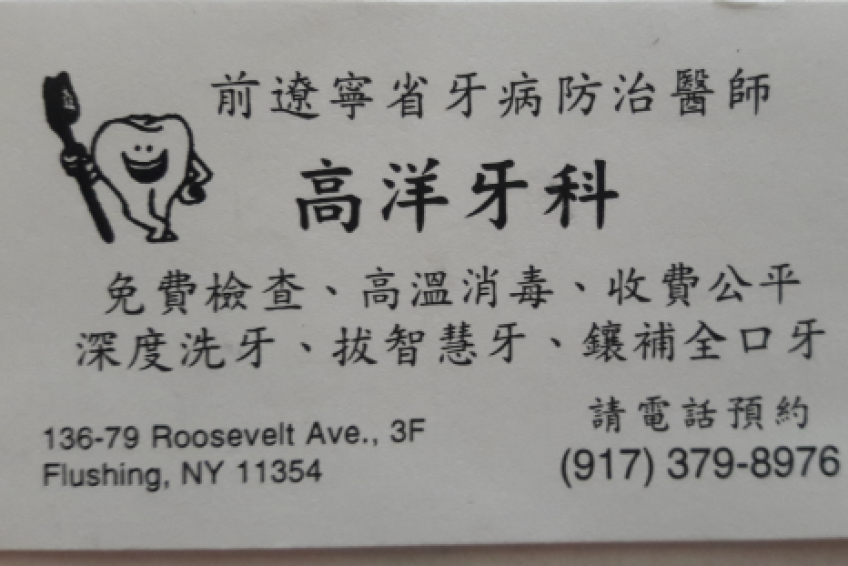 前遼寧省牙病防治醫師
高洋牙科
免費檢查、高溫消毒、收費公平
深度洗牙、拔智慧牙、鑲補全口牙
136-79 Roosevelt Ave., 3F
Flushing, NY 11354
請電話預約
(917) 379-8976